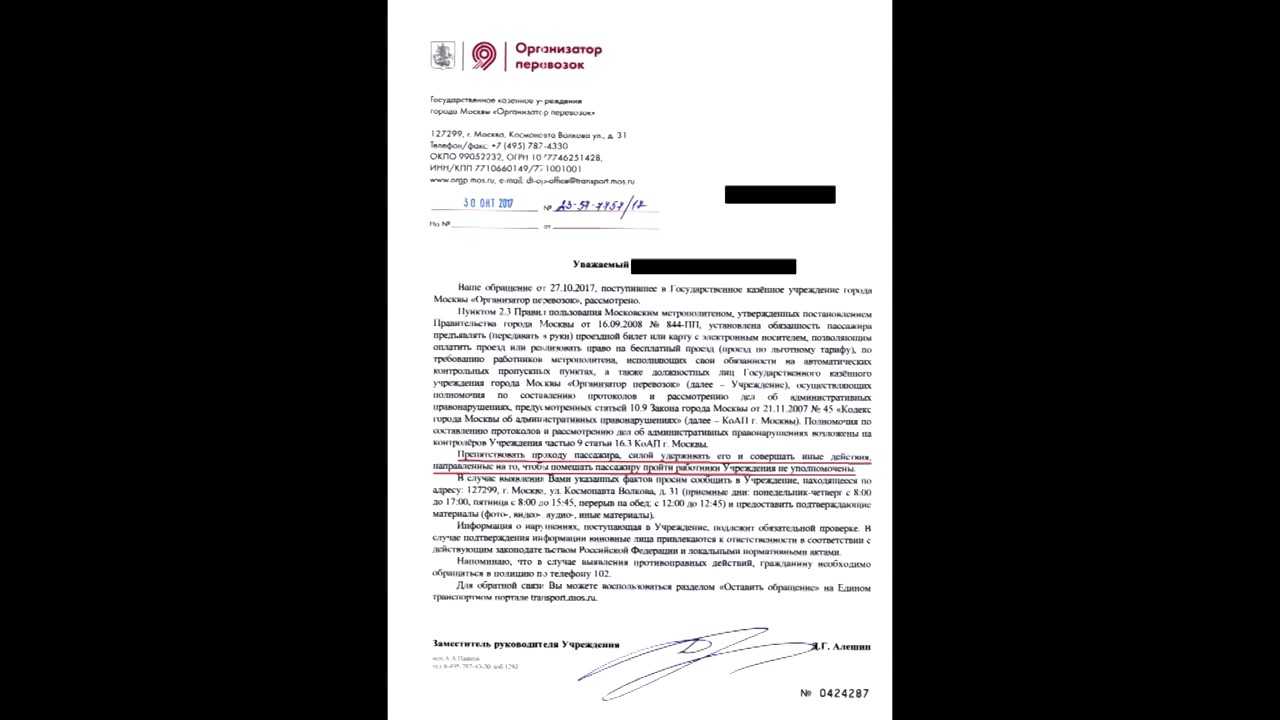 Организатор
перевозок
Государственное казенное учреждение
города Москвы «Организатор перевозок»
127299, г. Москва, Космонавта Волкова ул., д. 31
Телефон/факс: +7 (495) 787-4330
ОКПО 99052232, ОГРН 107746251428,
ИНН/КПП 7710660149/771001001
www.orgp.mos.ru, e-mail: dt-op-office@transport.mos.ru
30 ОКТ 2017 №
На № от
Уважаемый
Ваше обращение от 27.10.2017, поступившее в Государственное казённое учреждение города
Москвы «Организатор перевозок», рассмотрено.
Пунктом 2.3 Правил пользования Московским метрополитеном, утвержденных постановлением
Правительства города Москвы от 16.09.2008 № 844-ПП, установлена обязанность пассажира
предъявлять (передавать в руки) проездной билет или карту с электронным носителем, позволяющим
оплатить проезд или реализовать право на бесплатный проезд (проезд по льготному тарифу), по
требованию работников метрополитена, исполняющих свои обязанности на автоматических
контрольных пропускных пунктах, а также должностных лиц Государственного казённого
учреждения города Москвы «Организатор перевозок» (далее – Учреждение), осуществляющих
полномочия по составлению протоколов и рассмотрению дел об административных
правонарушениях, предусмотренных статьей 10.9 Закона города Москвы от 21.11.2007 № 45 «Кодекс
города Москвы об административных правонарушениях» (далее – КоАП г. Москвы). Полномочия по
составлению протоколов и рассмотрению дел об административных правонарушениях возложены на
контролёров Учреждения частью 9 статьи 16.3 КоАП г. Москвы.
Препятствовать проходу пассажира, силой удерживать его и совершать иные действия,
направленные на то, чтобы помешать пассажиру пройти работники Учреждения не уполномочены.
В случае выявления Вами указанных фактов просим сообщить в Учреждение, находящееся по
адресу: 127299, г. Москва, ул. Космонавта Волкова, д. 31 (приемные дни: понедельник-четверг с 8:00
до 17:00, пятница с 8:00 до 15:45, перерыв на обед: с 12:00 до 12:45) и предоставить подтверждающие
материалы (фото-, видео-, аудио-, иные материалы).
Информация о нарушениях, поступающая в Учреждение, подлежит обязательной проверке. В
случае подтверждения информации виновные лица привлекаются к ответственности в соответствии с
действующим законодательством Российской Федерации и локальными нормативными актами.
Напоминаю, что в случае выявления противоправных действий, гражданину необходимо
обращаться в полицию по телефону 102.
Для обратной связи Вы можете воспользоваться разделом «Оставить обращение» на Едином
транспортном портале transport.mos.ru.
Заместитель руководителя Учреждения Д.Г. Алешин
№ 0424287